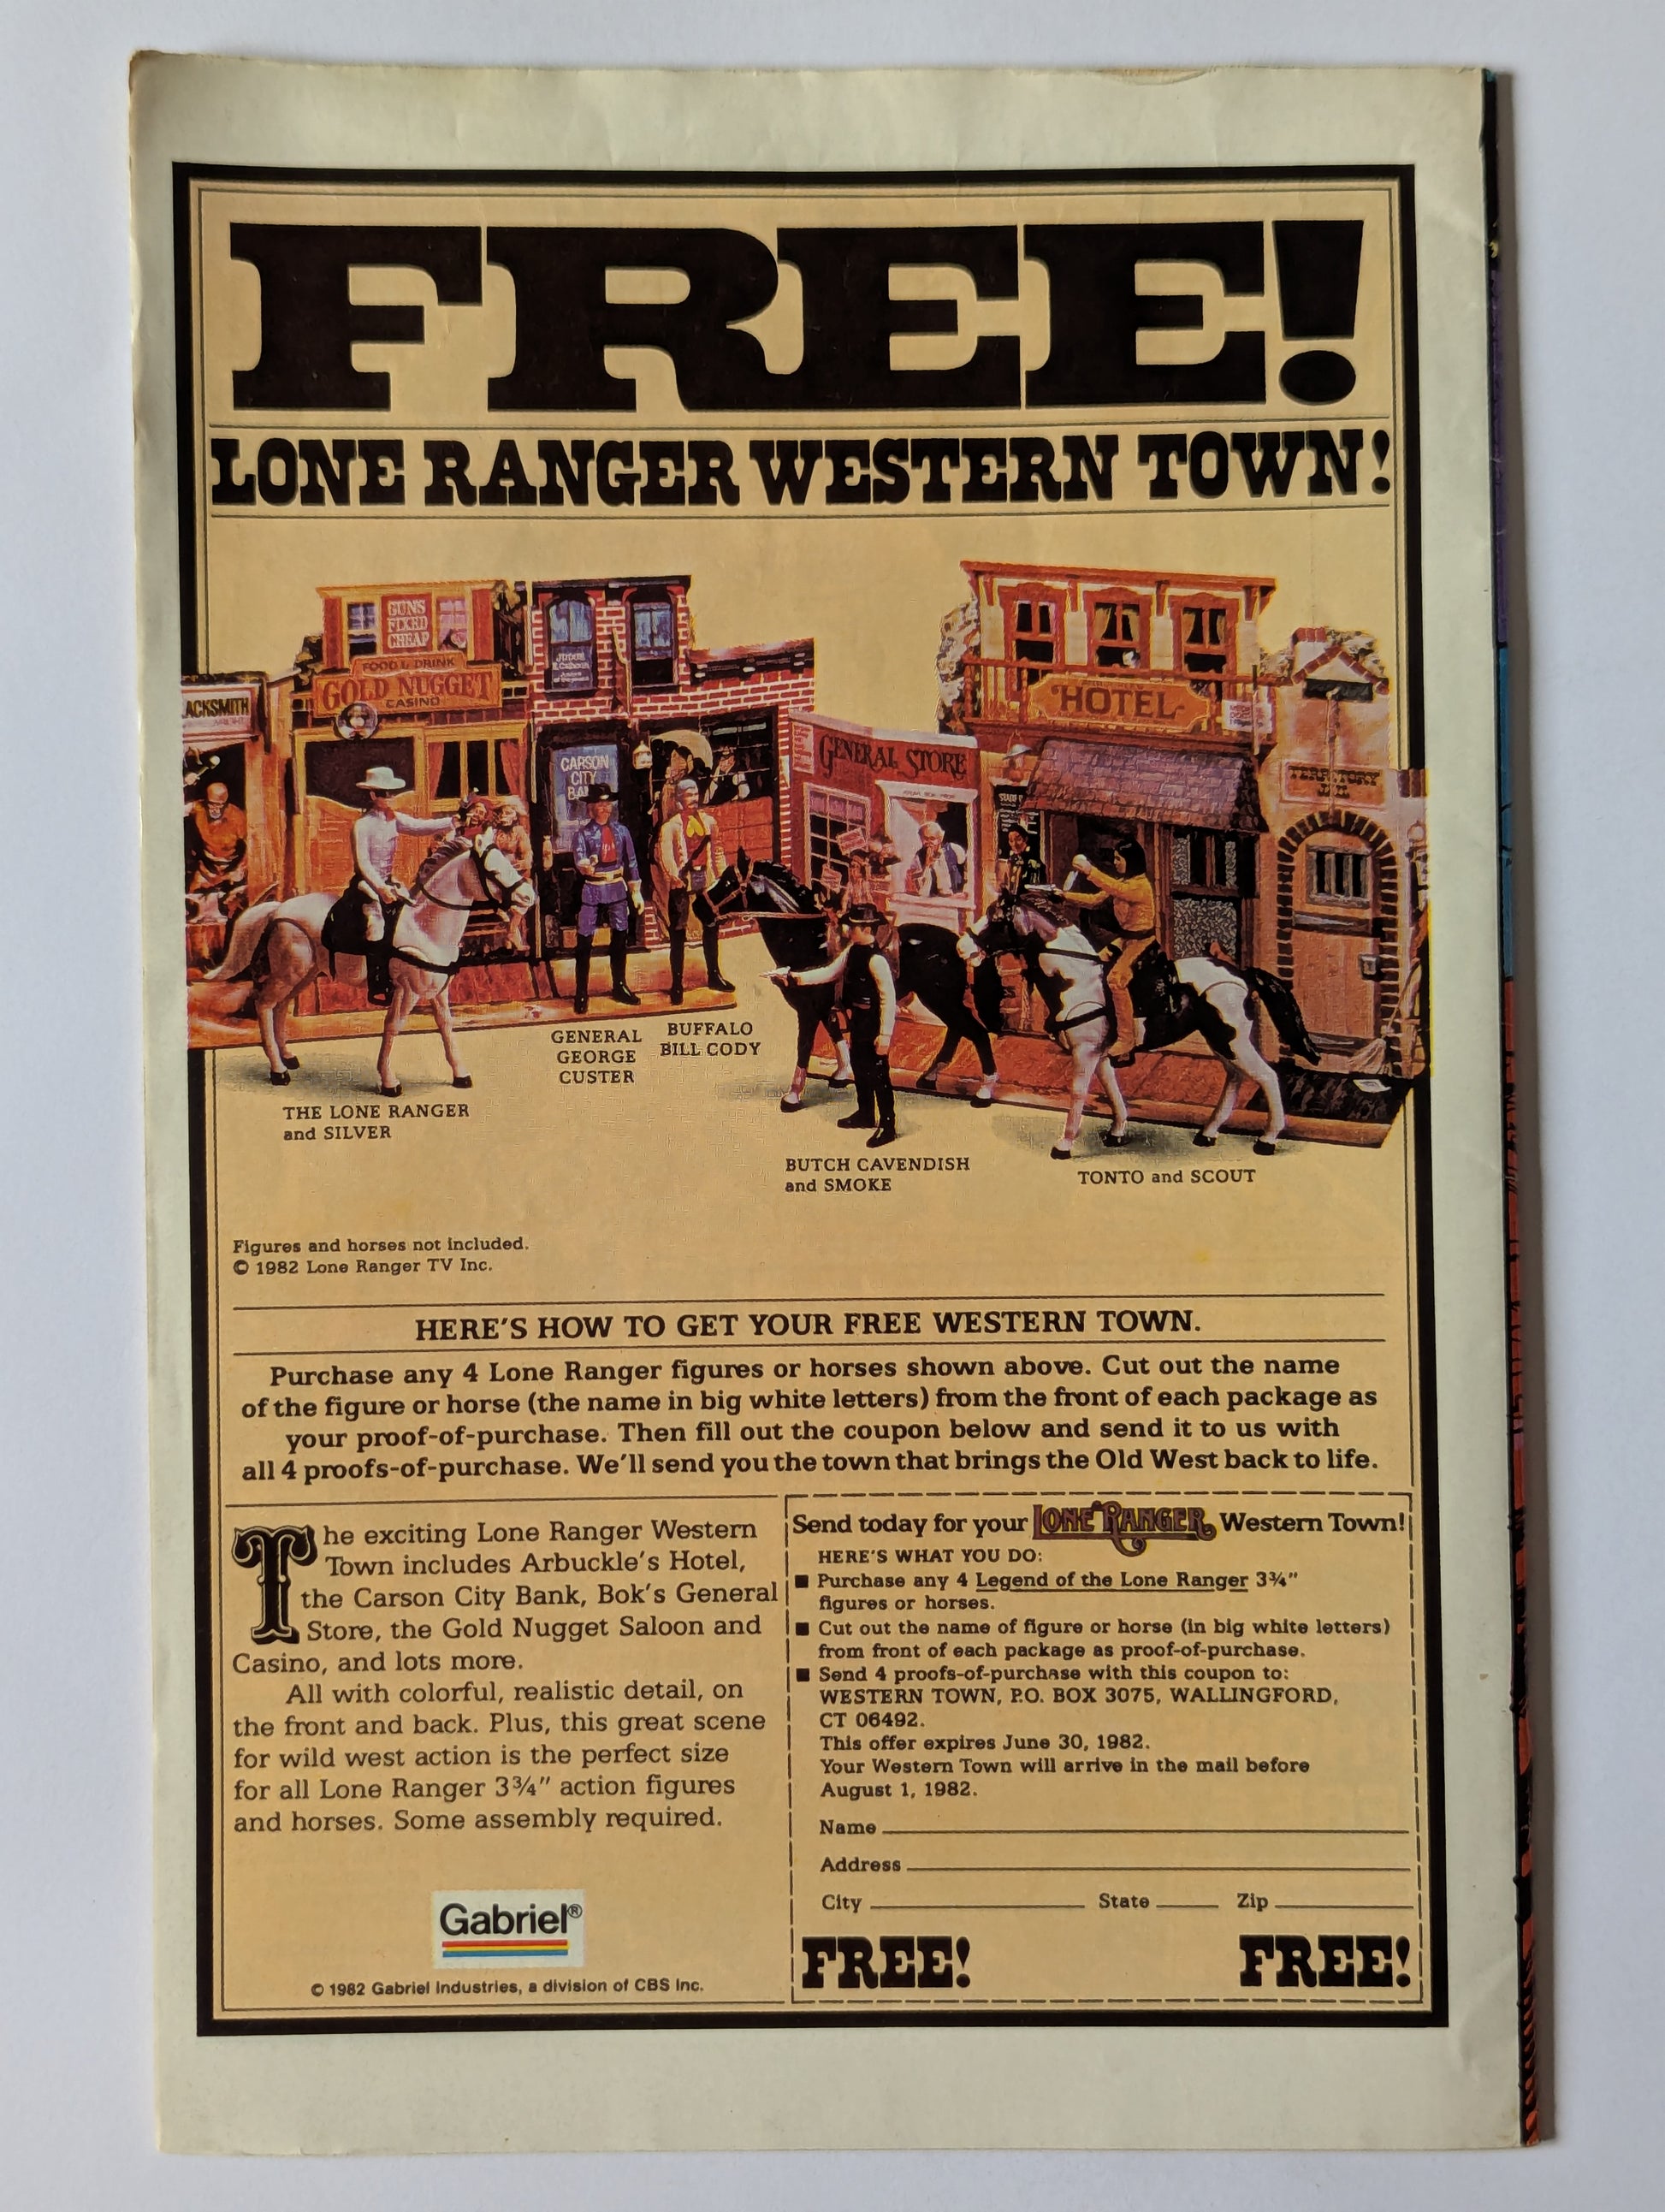 FREE!
LONE RANGER WESTERN TOWN!
GUNS
FIXED
CHEAP
FOOD & DRINK
GOLD NUGGET
CASINO
ACKSMITH
CARSON
CITY
BA
GENERAL STORE
HOTEL
TERRITORY
JAIL
GENERAL
GEORGE
CUSTER
BUFFALO
BILL CODY
THE LONE RANGER
and SILVER
BUTCH CAVENDISH
and SMOKE
TONTO and SCOUT
Figures and horses not included.
© 1982 Lone Ranger TV Inc.
HERE'S HOW TO GET YOUR FREE WESTERN TOWN.
Purchase any 4 Lone Ranger figures or horses shown above. Cut out the name
of the figure or horse (the name in big white letters) from the front of each package as
your proof-of-purchase. Then fill out the coupon below and send it to us with
all 4 proofs-of-purchase. We'll send you the town that brings the Old West back to life.
The exciting Lone Ranger Western
Town includes Arbuckle's Hotel,
the Carson City Bank, Bok's General
Store, the Gold Nugget Saloon and
Casino, and lots more.
All with colorful, realistic detail, on
the front and back. Plus, this great scene
for wild west action is the perfect size
for all Lone Ranger 3¾" action figures
and horses. Some assembly required.
Gabriel®
© 1982 Gabriel Industries, a division of CBS Inc.
Send today for your LONE RANGER Western Town!
HERE'S WHAT YOU DO:
■ Purchase any 4 Legend of the Lone Ranger 3¾"
figures or horses.
■ Cut out the name of figure or horse (in big white letters)
from front of each package as proof-of-purchase.
■ Send 4 proofs-of-purchase with this coupon to:
WESTERN TOWN, P.O. BOX 3075, WALLINGFORD,
CT 06492.
This offer expires June 30, 1982.
Your Western Town will arrive in the mail before
August 1, 1982.
Name
Address
City State Zip
FREE! FREE!